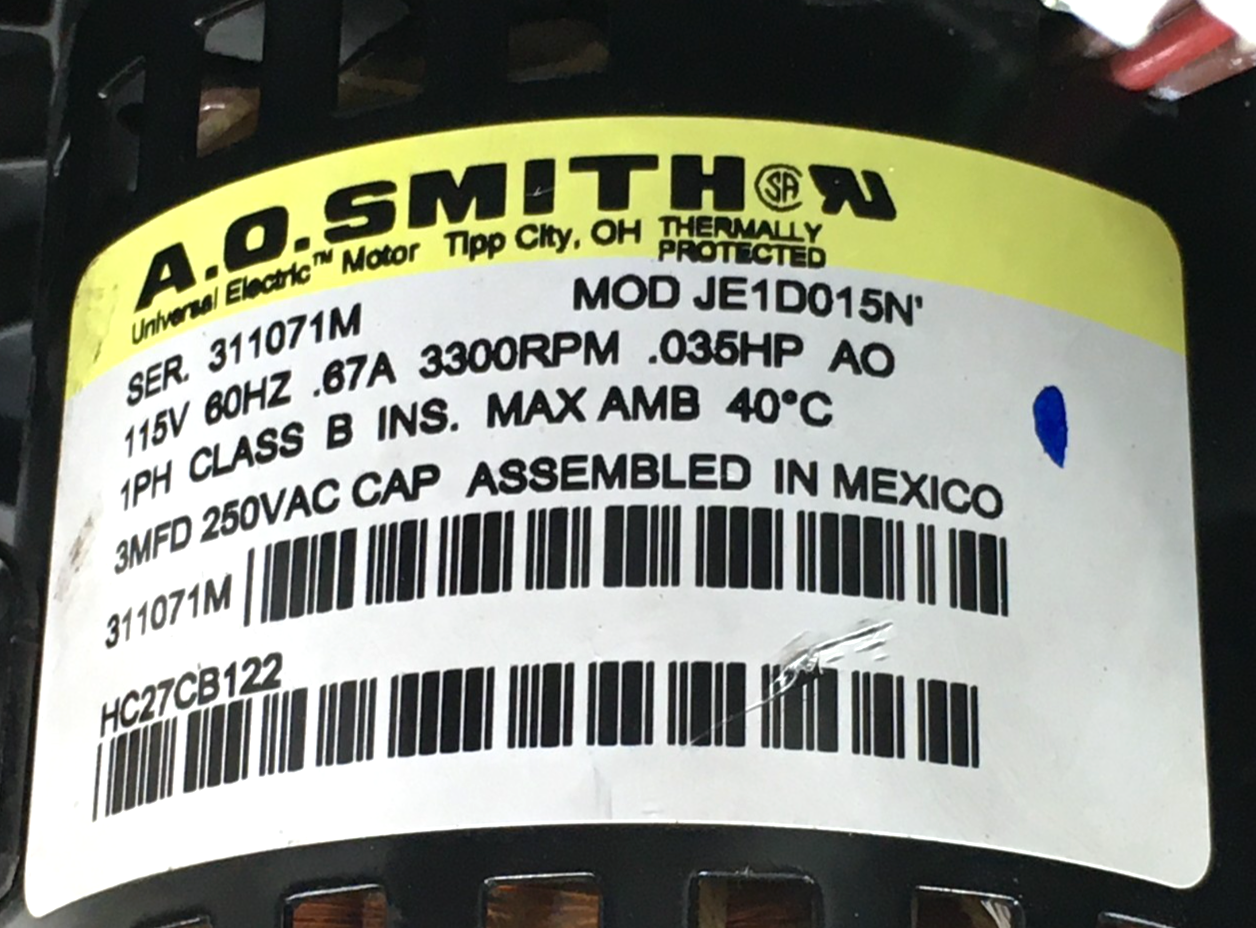 A.O.SMITH
Universal Electric™ Motor Tipp City, OH THERMALLY PROTECTED
SER. 311071M MOD JE1D015N'
115V 60HZ .67A 3300RPM .035HP AO
1PH CLASS B INS. MAX AMB 40°C
3MFD 250VAC CAP ASSEMBLED IN MEXICO
311071M
HC27CB122